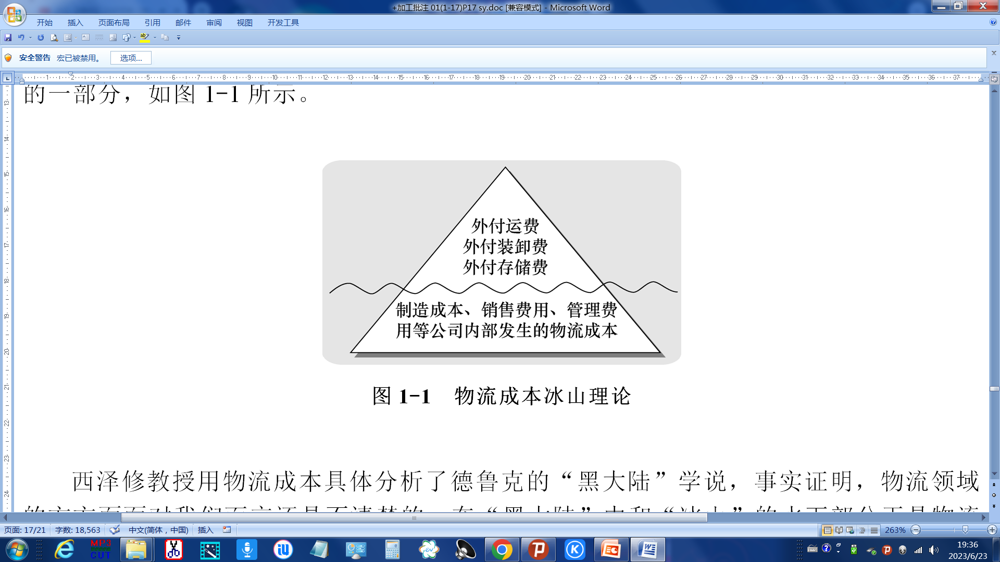 +加工批注 01(1-17)P17 sy.doc [兼容模式] - Microsoft Word
开始 插入 页面布局 引用 邮件 审阅 视图 开发工具
安全警告 宏已被禁用。 选项...
的一部分，如图 1-1 所示。
外付运费
外付装卸费
外付存储费
制造成本、销售费用、管理费
用等公司内部发生的物流成本
图 1-1 物流成本冰山理论
西泽修教授用物流成本具体分析了德鲁克的“黑大陆”学说，事实证明，物流领域
页面: 17/21 字数: 18,563 中文(简体，中国) 插入 263%
MP3
CUT
19:36
2023/6/23